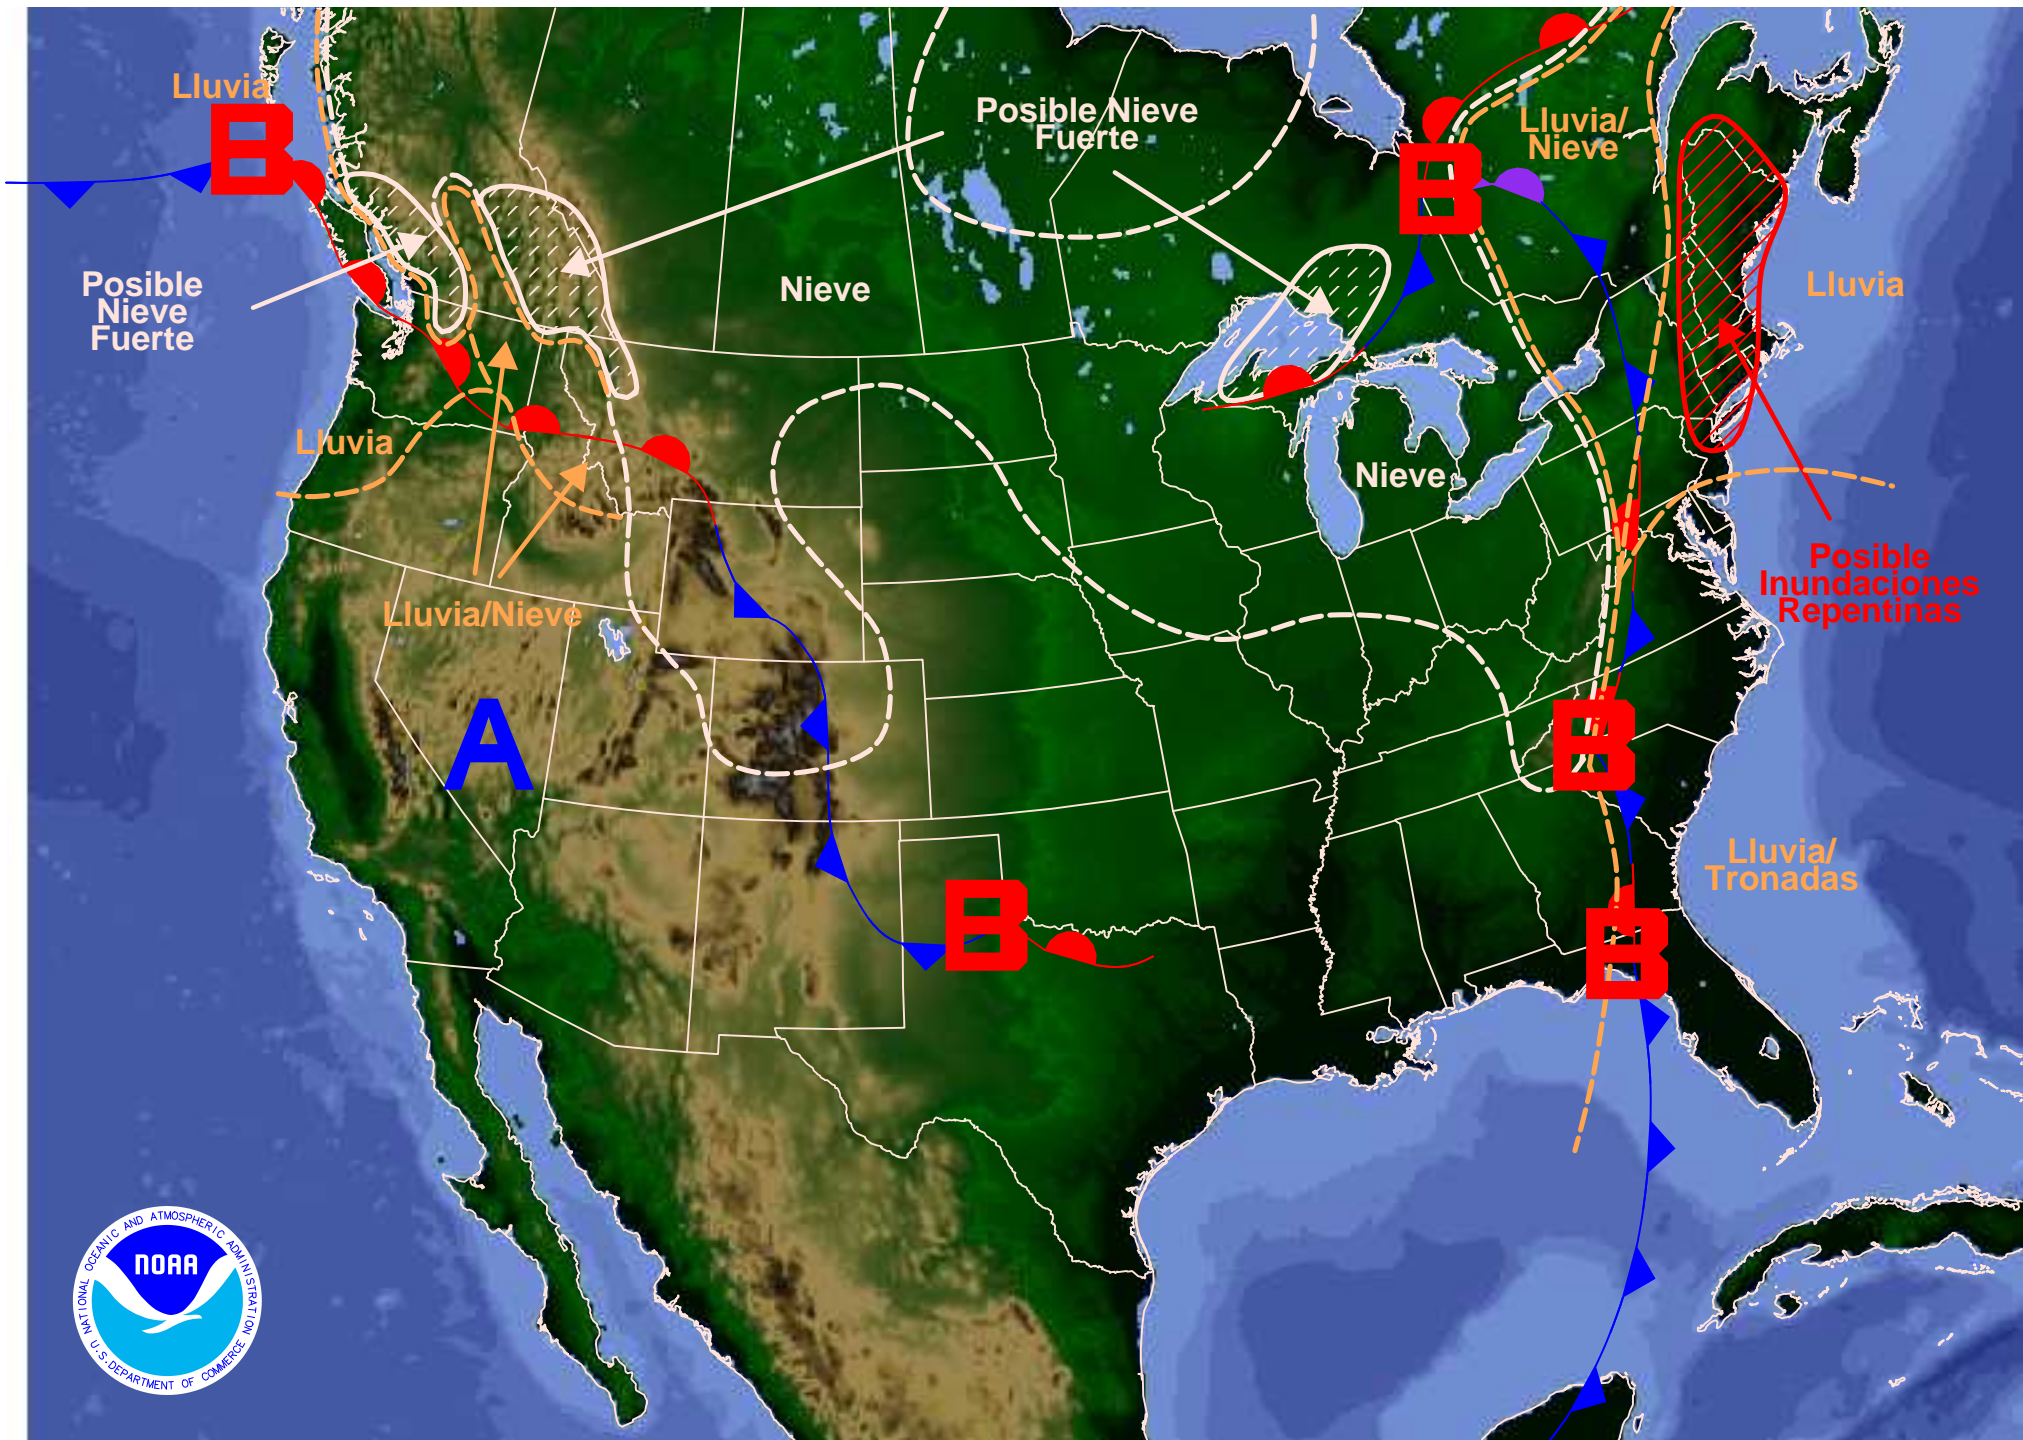 Lluvia
B
Posible Nieve
Fuerte
Lluvia/
Nieve
B
Posible
Nieve
Fuerte
Nieve
Lluvia
Lluvia
Nieve
Posible
Inundaciones
Repentinas
Lluvia/Nieve
A
B
Lluvia/
Tronadas
B
B
NATIONAL OCEANIC AND ATMOSPHERIC ADMINISTRATION
NOAA
U.S. DEPARTMENT OF COMMERCE